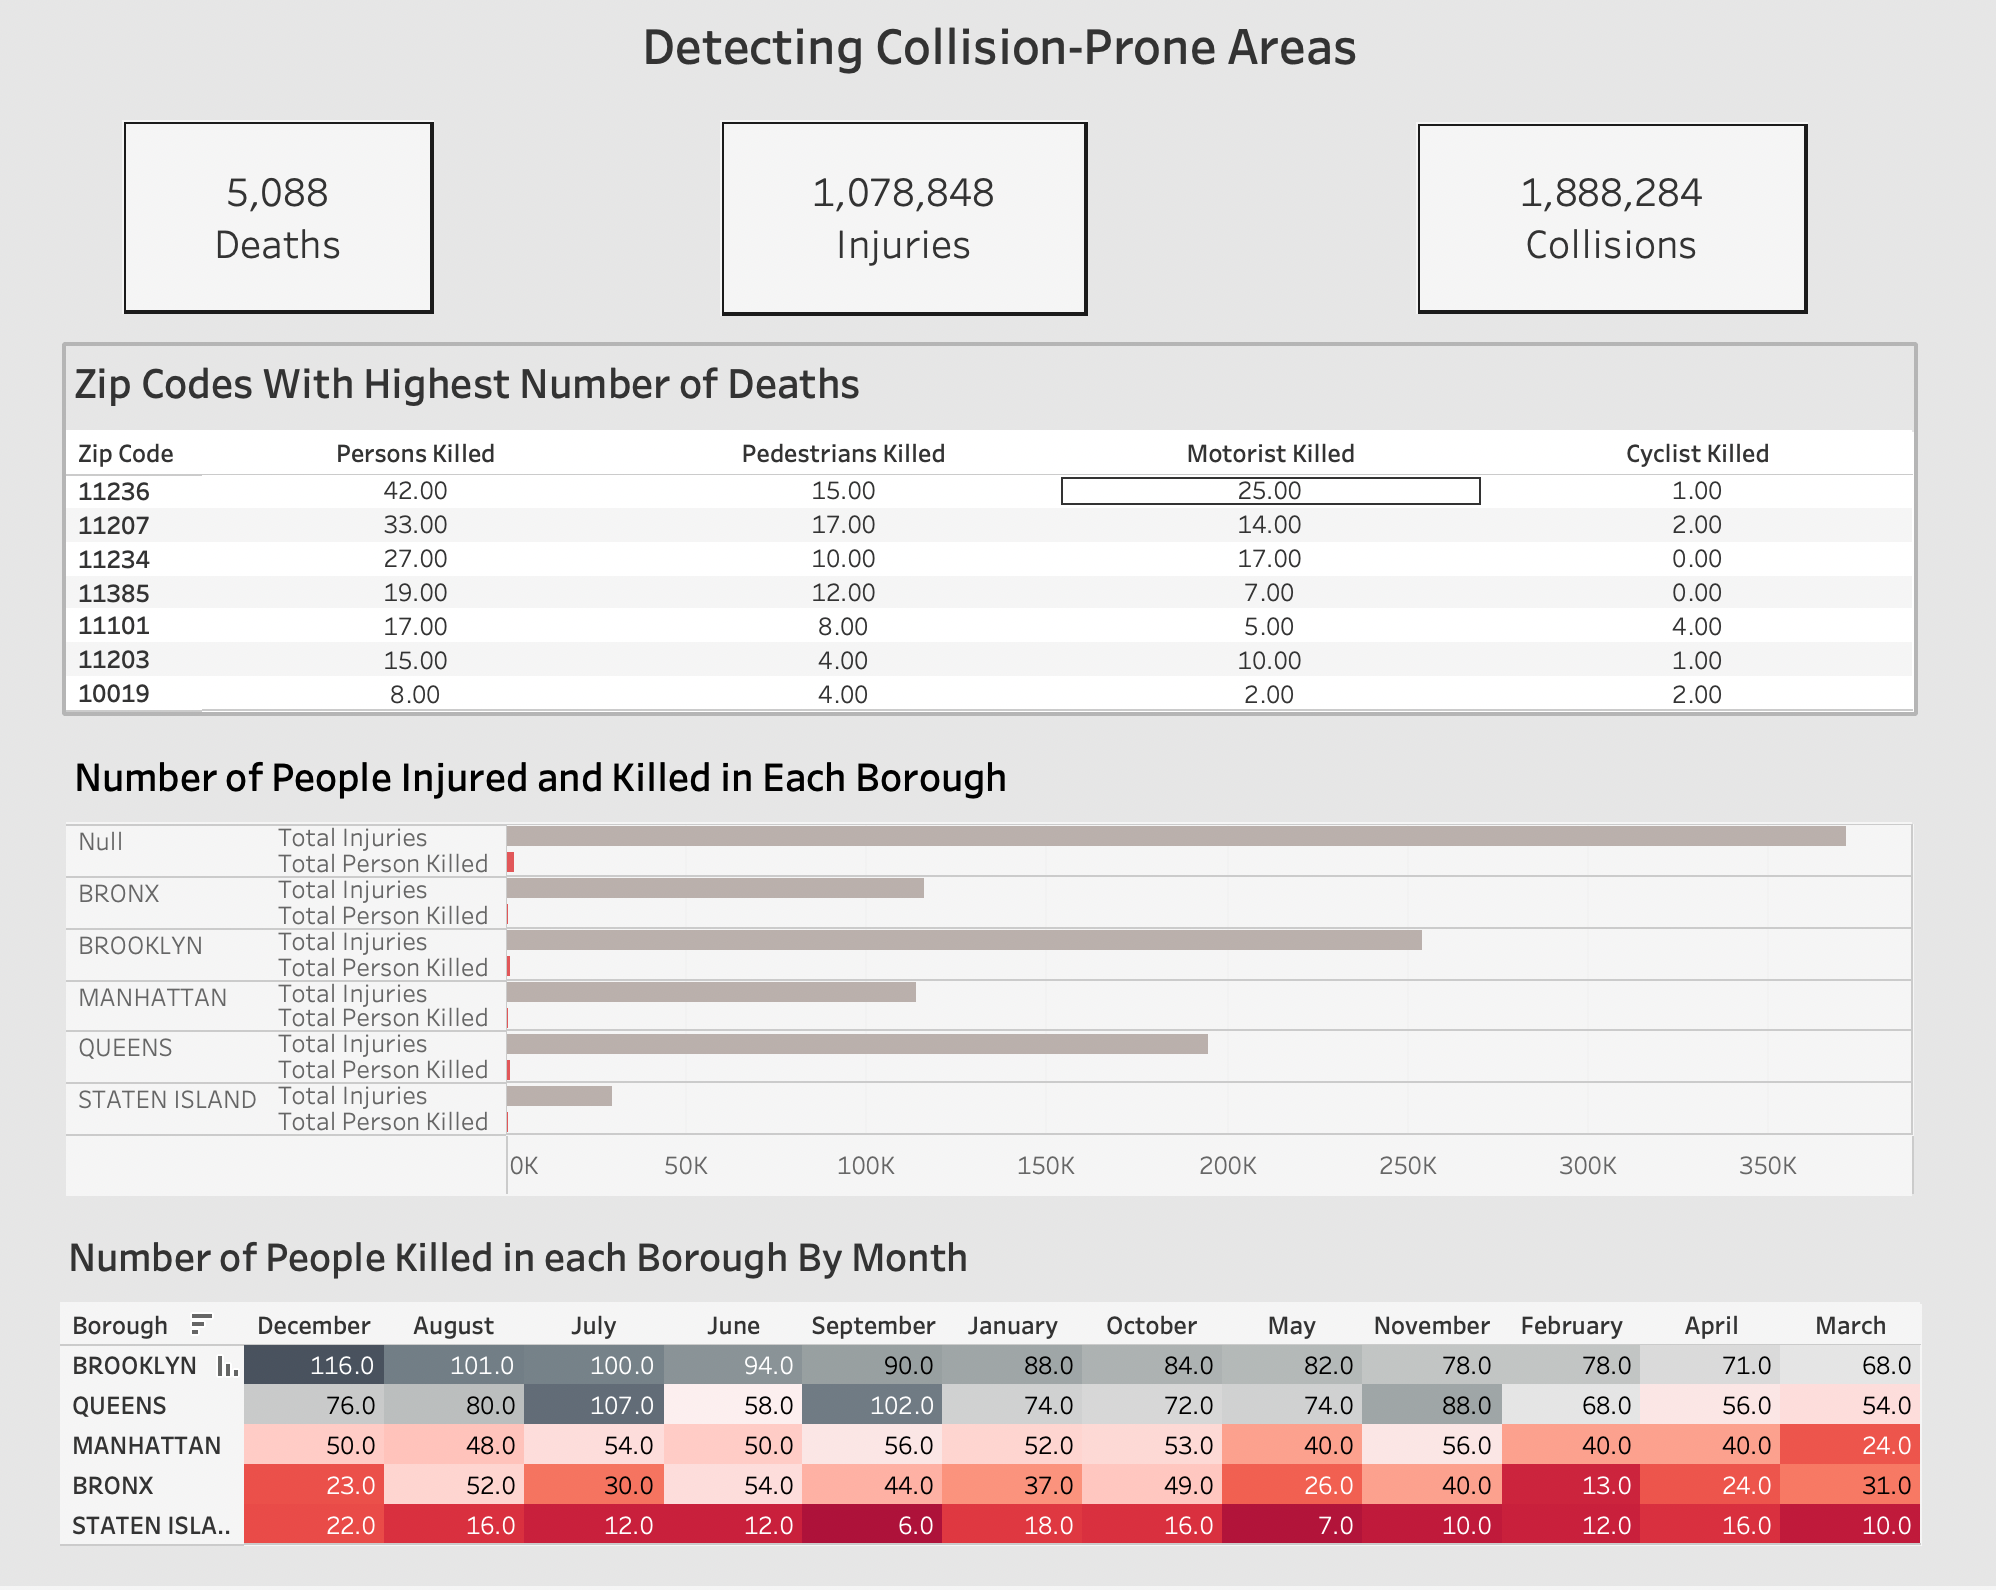 Detecting Collision-Prone Areas
5,088
Deaths
1,078,848
Injuries
1,888,284
Collisions
Zip Codes With Highest Number of Deaths
Zip Code Persons Killed Pedestrians Killed Motorist Killed Cyclist Killed
11236 42.00 15.00 25.00 1.00
11207 33.00 17.00 14.00 2.00
11234 27.00 10.00 17.00 0.00
11385 19.00 12.00 7.00 0.00
11101 17.00 8.00 5.00 4.00
11203 15.00 4.00 10.00 1.00
10019 8.00 4.00 2.00 2.00
Number of People Injured and Killed in Each Borough
Null Total Injuries
Total Person Killed
BRONX Total Injuries
Total Person Killed
BROOKLYN Total Injuries
Total Person Killed
MANHATTAN Total Injuries
Total Person Killed
QUEENS Total Injuries
Total Person Killed
STATEN ISLAND Total Injuries
Total Person Killed
0K 50K 100K 150K 200K 250K 300K 350K
Number of People Killed in each Borough By Month
Borough December August July June September January October May November February April March
BROOKLYN 116.0 101.0 100.0 94.0 90.0 88.0 84.0 82.0 78.0 78.0 71.0 68.0
QUEENS 76.0 80.0 107.0 58.0 102.0 74.0 72.0 74.0 88.0 68.0 56.0 54.0
MANHATTAN 50.0 48.0 54.0 50.0 56.0 52.0 53.0 40.0 56.0 40.0 40.0 24.0
BRONX 23.0 52.0 30.0 54.0 44.0 37.0 49.0 26.0 40.0 13.0 24.0 31.0
STATEN ISLA.. 22.0 16.0 12.0 12.0 6.0 18.0 16.0 7.0 10.0 12.0 16.0 10.0